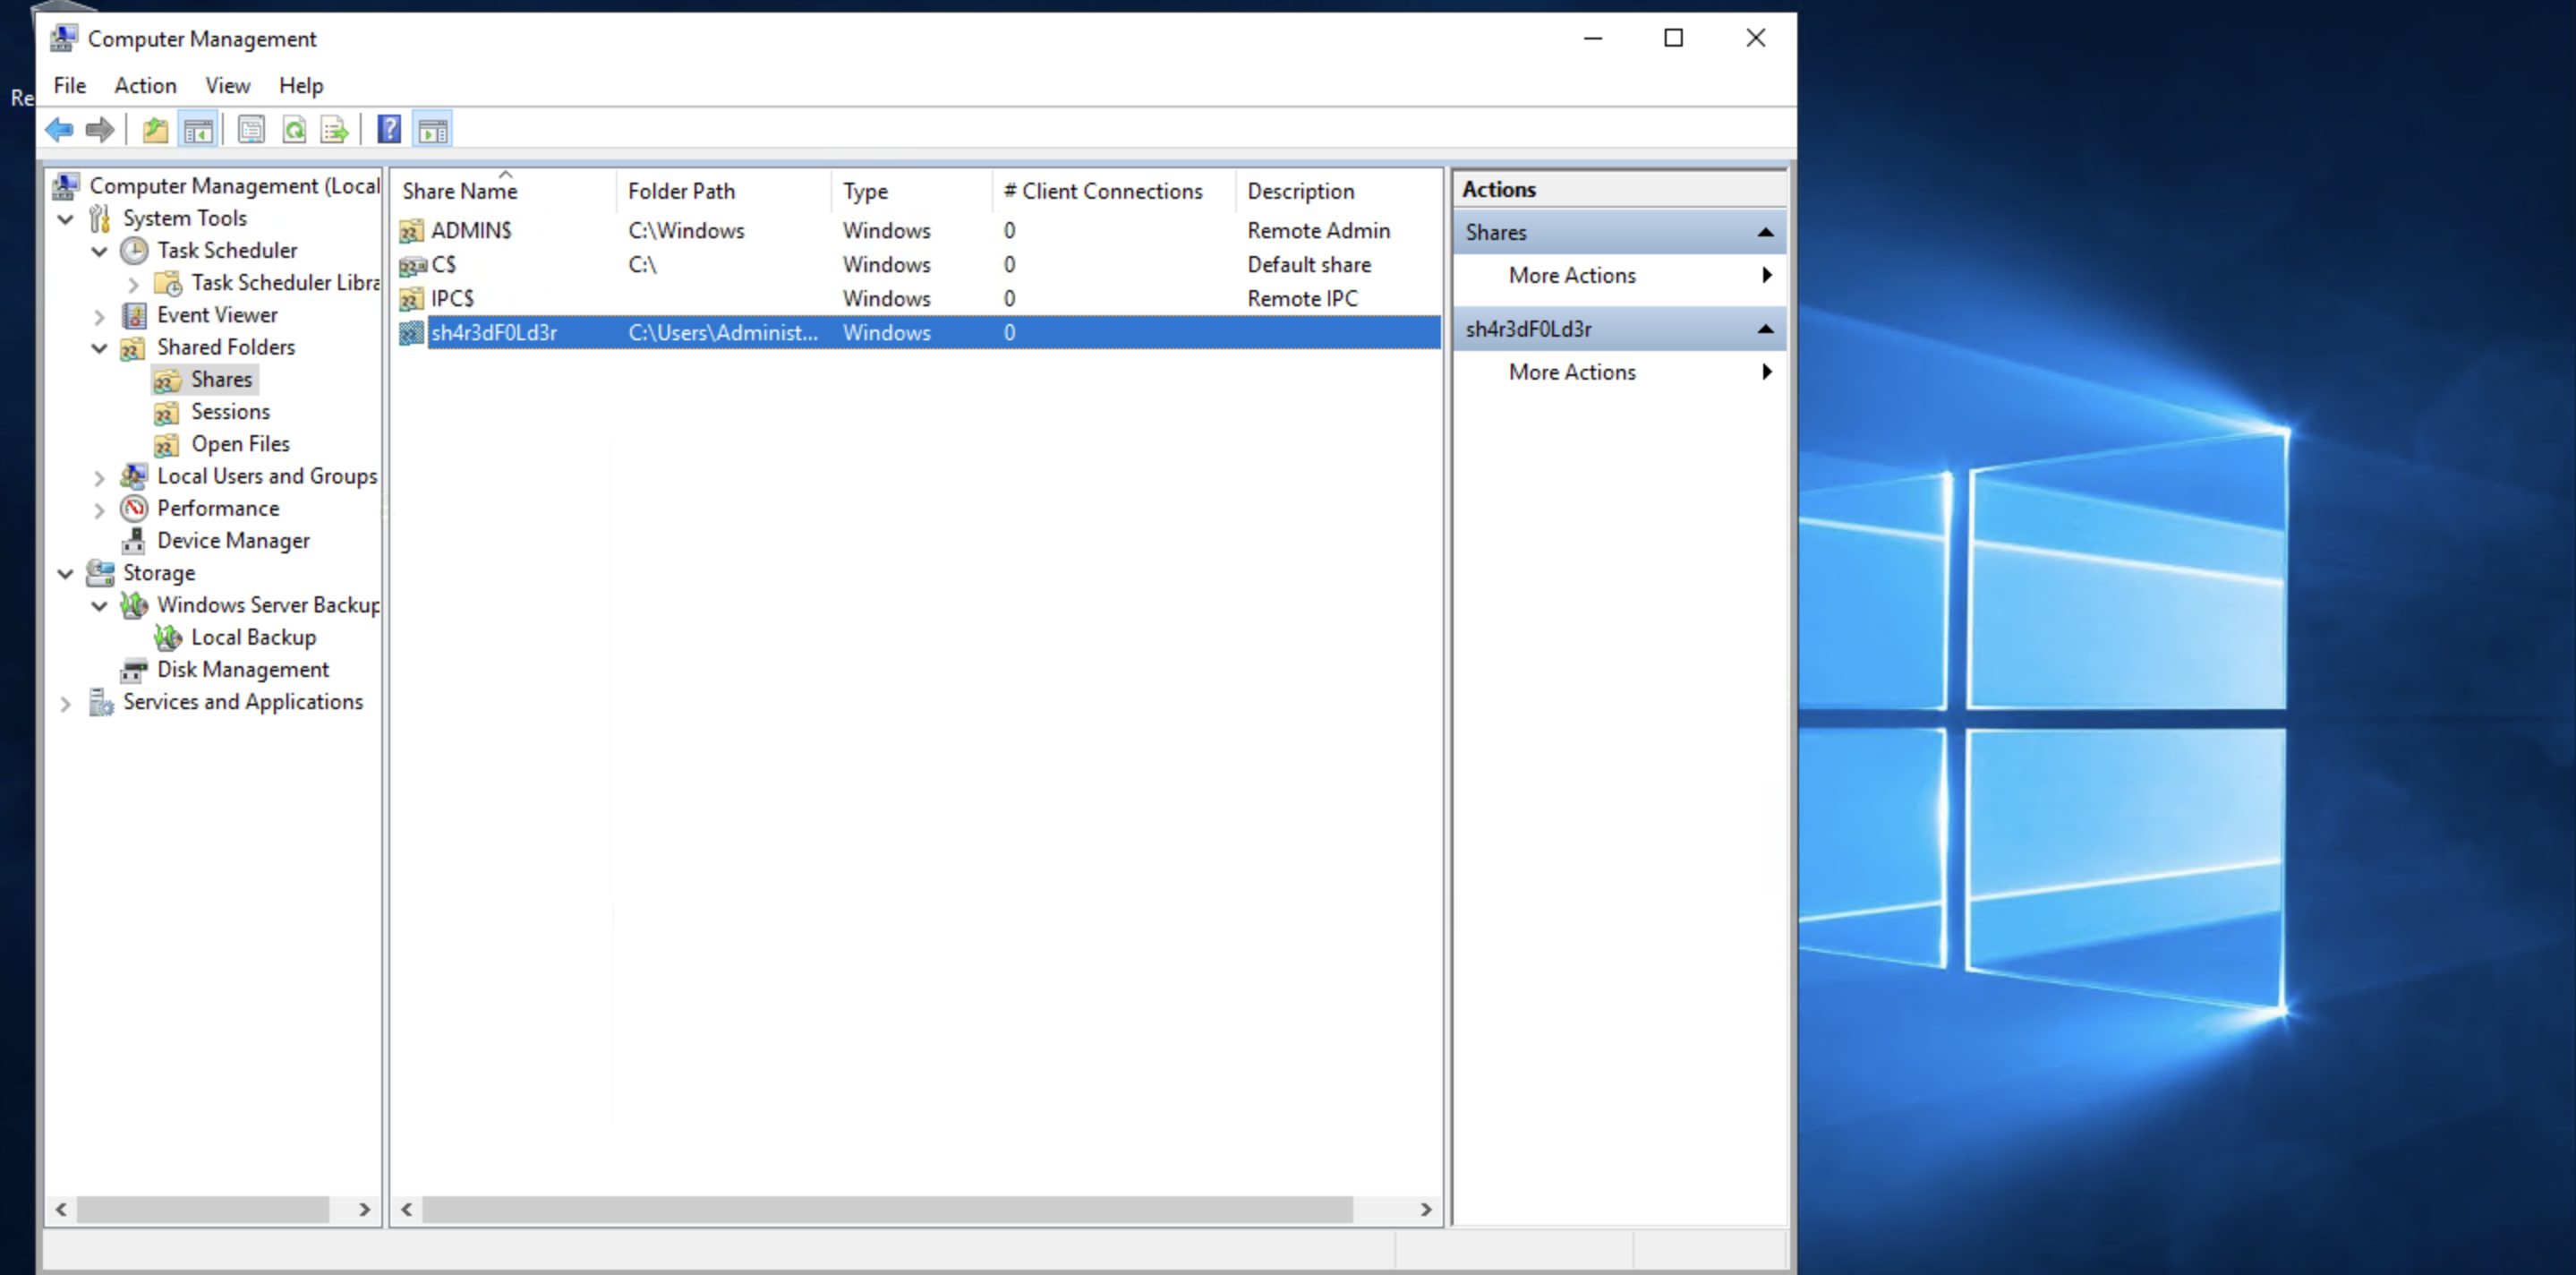 Re
Computer Management
File Action View Help
Computer Management (Local
System Tools
Task Scheduler
Task Scheduler Libra
Event Viewer
Shared Folders
Shares
Sessions
Open Files
Local Users and Groups
Performance
Device Manager
Storage
Windows Server Backup
Local Backup
Disk Management
Services and Applications
Share Name Folder Path Type # Client Connections Description
ADMIN$ C:\Windows Windows 0 Remote Admin
C$ C:\ Windows 0 Default share
IPC$ Windows 0 Remote IPC
sh4r3dF0Ld3r C:\Users\Administ... Windows 0
Actions
Shares
More Actions
sh4r3dF0Ld3r
More Actions